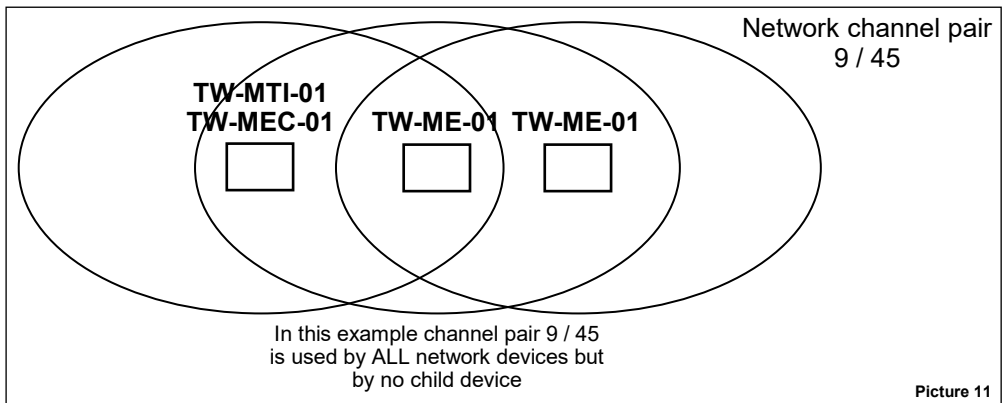 Network channel pair
9 / 45
TW-MTI-01
TW-MEC-01
TW-ME-01
TW-ME-01
In this example channel pair 9 / 45
is used by ALL network devices but
by no child device
Picture 11